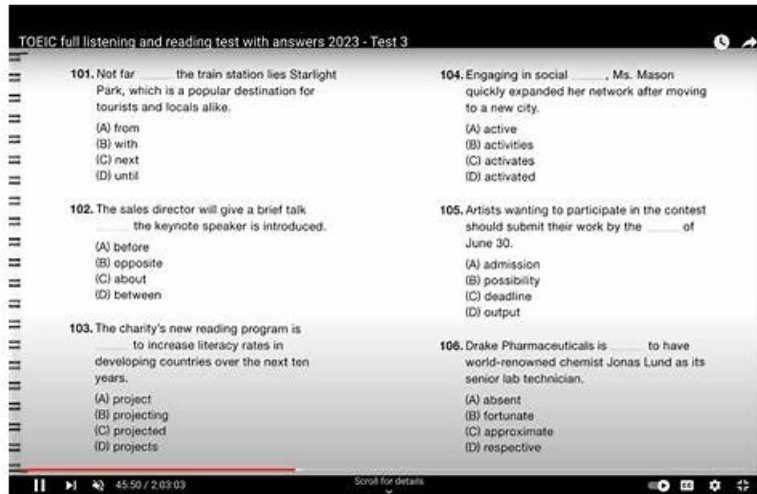 TOEIC full listening and reading test with answers 2023 - Test 3
101. Not far ____ the train station lies Starlight
Park, which is a popular destination for
tourists and locals alike.
(A) from
(B) with
(C) next
(D) until
102. The sales director will give a brief talk
____ the keynote speaker is introduced.
(A) before
(B) opposite
(C) about
(D) between
103. The charity's new reading program is
____ to increase literacy rates in
developing countries over the next ten
years.
(A) project
(B) projecting
(C) projected
(D) projects
104. Engaging in social ____, Ms. Mason
quickly expanded her network after moving
to a new city.
(A) active
(B) activities
(C) activates
(D) activated
105. Artists wanting to participate in the contest
should submit their work by the ____ of
June 30.
(A) admission
(B) possibility
(C) deadline
(D) output
106. Drake Pharmaceuticals is ____ to have
world-renowned chemist Jonas Lund as its
senior lab technician.
(A) absent
(B) fortunate
(C) approximate
(D) respective
45:50 / 2:03:03
Scroll for details
CC